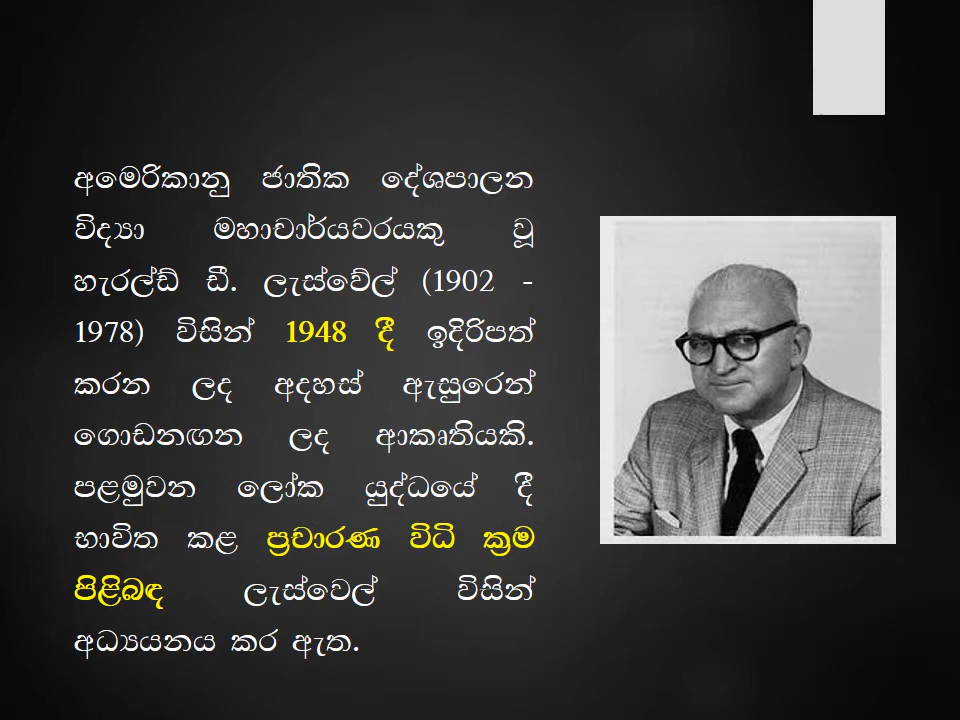 අමෙරිකානු ජාතික දේශපාලන
විද්‍යා මහාචාර්යවරයකු වූ
හැරල්ඩ් ඩී. ලැස්වේල් (1902 -
1978) විසින් 1948 දී ඉදිරිපත්
කරන ලද අදහස් ඇසුරෙන්
ගොඩනඟන ලද ආකෘතියකි.
පළමුවන ලෝක යුද්ධයේ දී
භාවිත කළ ප්‍රචාරණ විධි ක්‍රම
පිළිබඳ ලැස්වෙල් විසින්
අධ්‍යයනය කර ඇත.